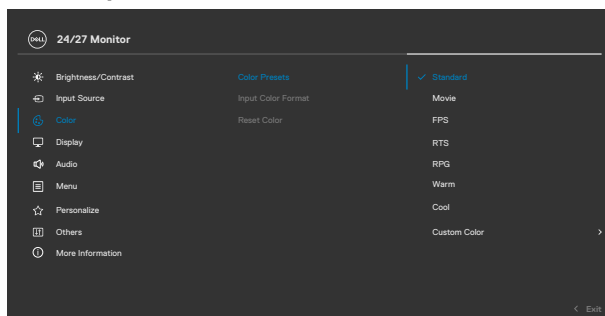 DELL 24/27 Monitor
Brightness/Contrast Color Presets ✓ Standard
Input Source Input Color Format Movie
Color Reset Color FPS
Display RTS
Audio RPG
Menu Warm
Personalize Cool
Others Custom Color >
More Information
< Exit